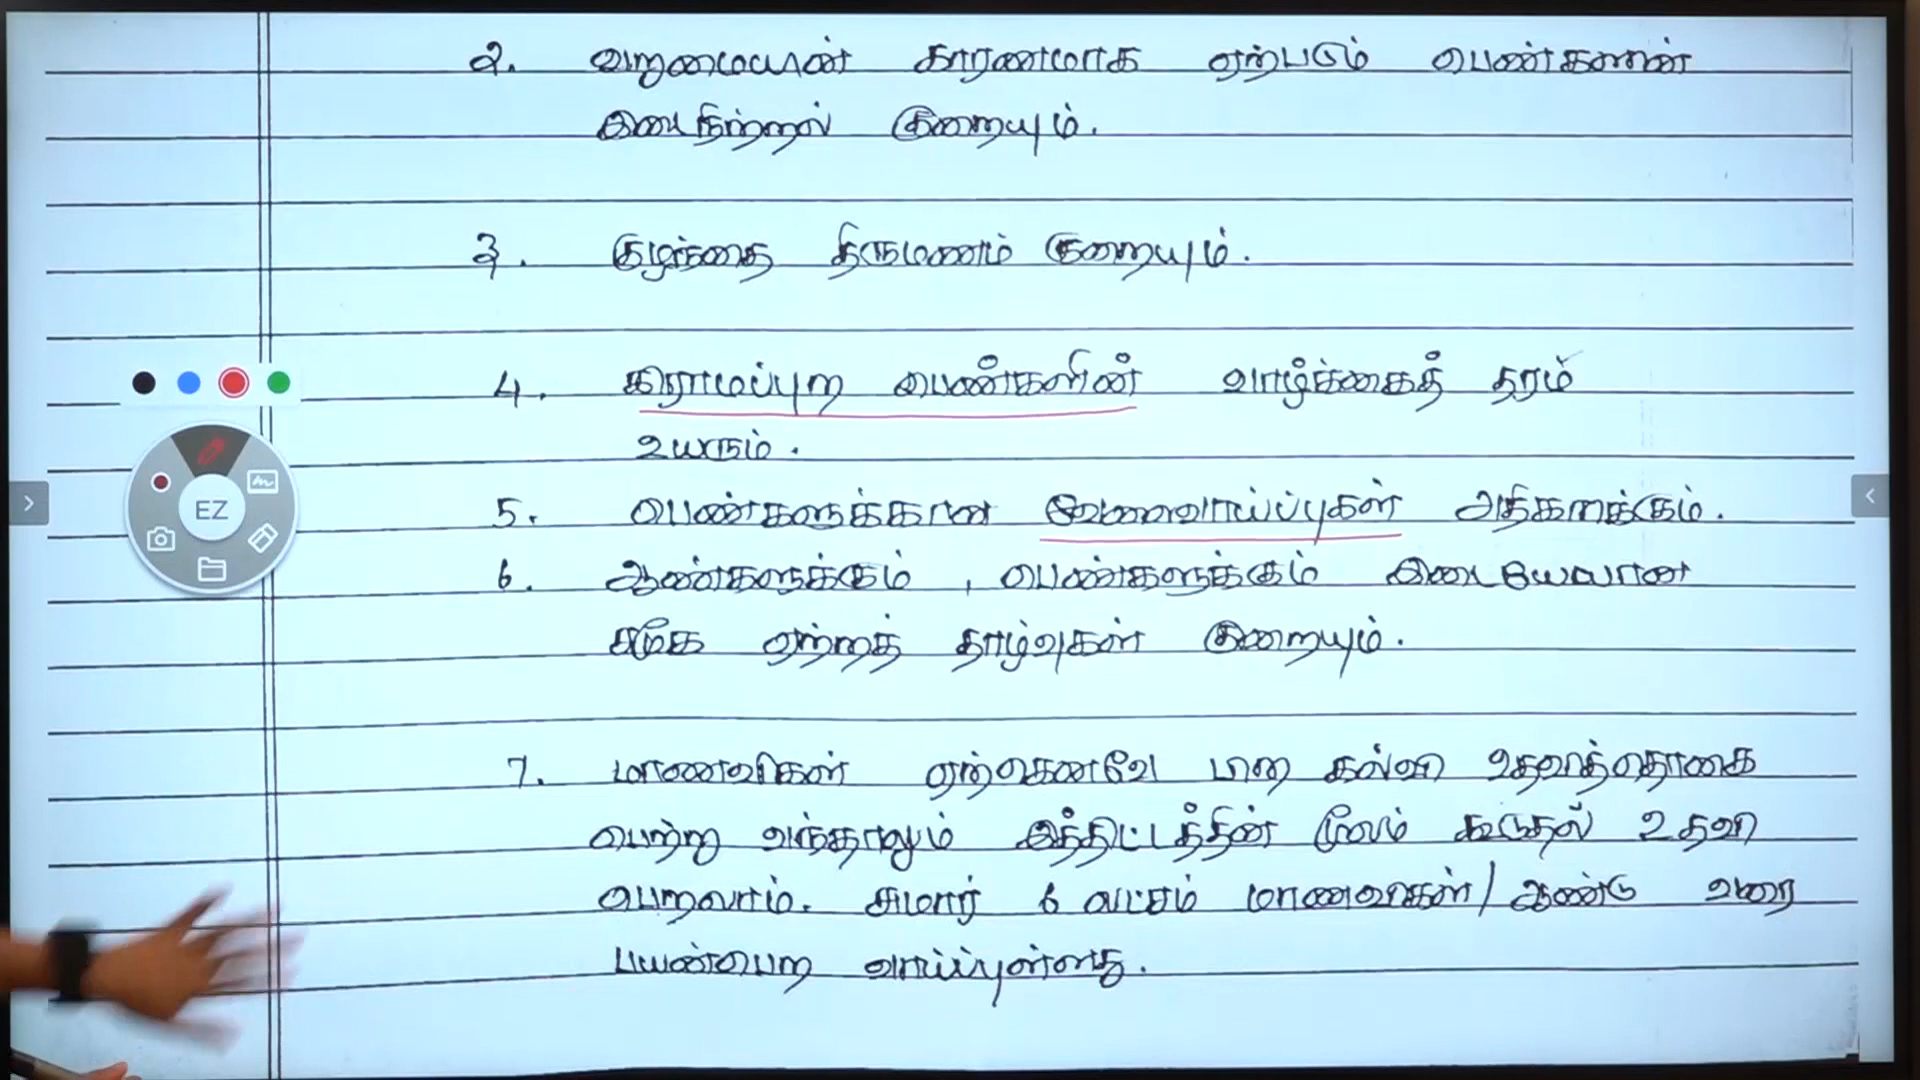 2. வறுமையின் காரணமாக ஏற்படும் பெண்களின்
இடைநிற்றல் குறையும்.
3. குழந்தை திருமணம் குறையும்.
4. கிராமப்புற பெண்களின் வாழ்க்கைத் தரம்
உயரும்.
5. பெண்களுக்கான வேலைவாய்ப்புகள் அதிகரிக்கும்.
6. ஆண்களுக்கும், பெண்களுக்கும் இடையேயான
சமூக ஏற்றத் தாழ்வுகள் குறையும்.
EZ
7. மாணவிகள் ஏற்கெனவே பிற கல்வி உதவித்தொகை
பெற்று வந்தாலும் இத்திட்டத்தின் மூலம் கூடுதல் உதவி
பெறலாம். சுமார் 6 லட்சம் மாணவிகள்/ஆண்டு வரை
பயன்பெற வாய்ப்புள்ளது.